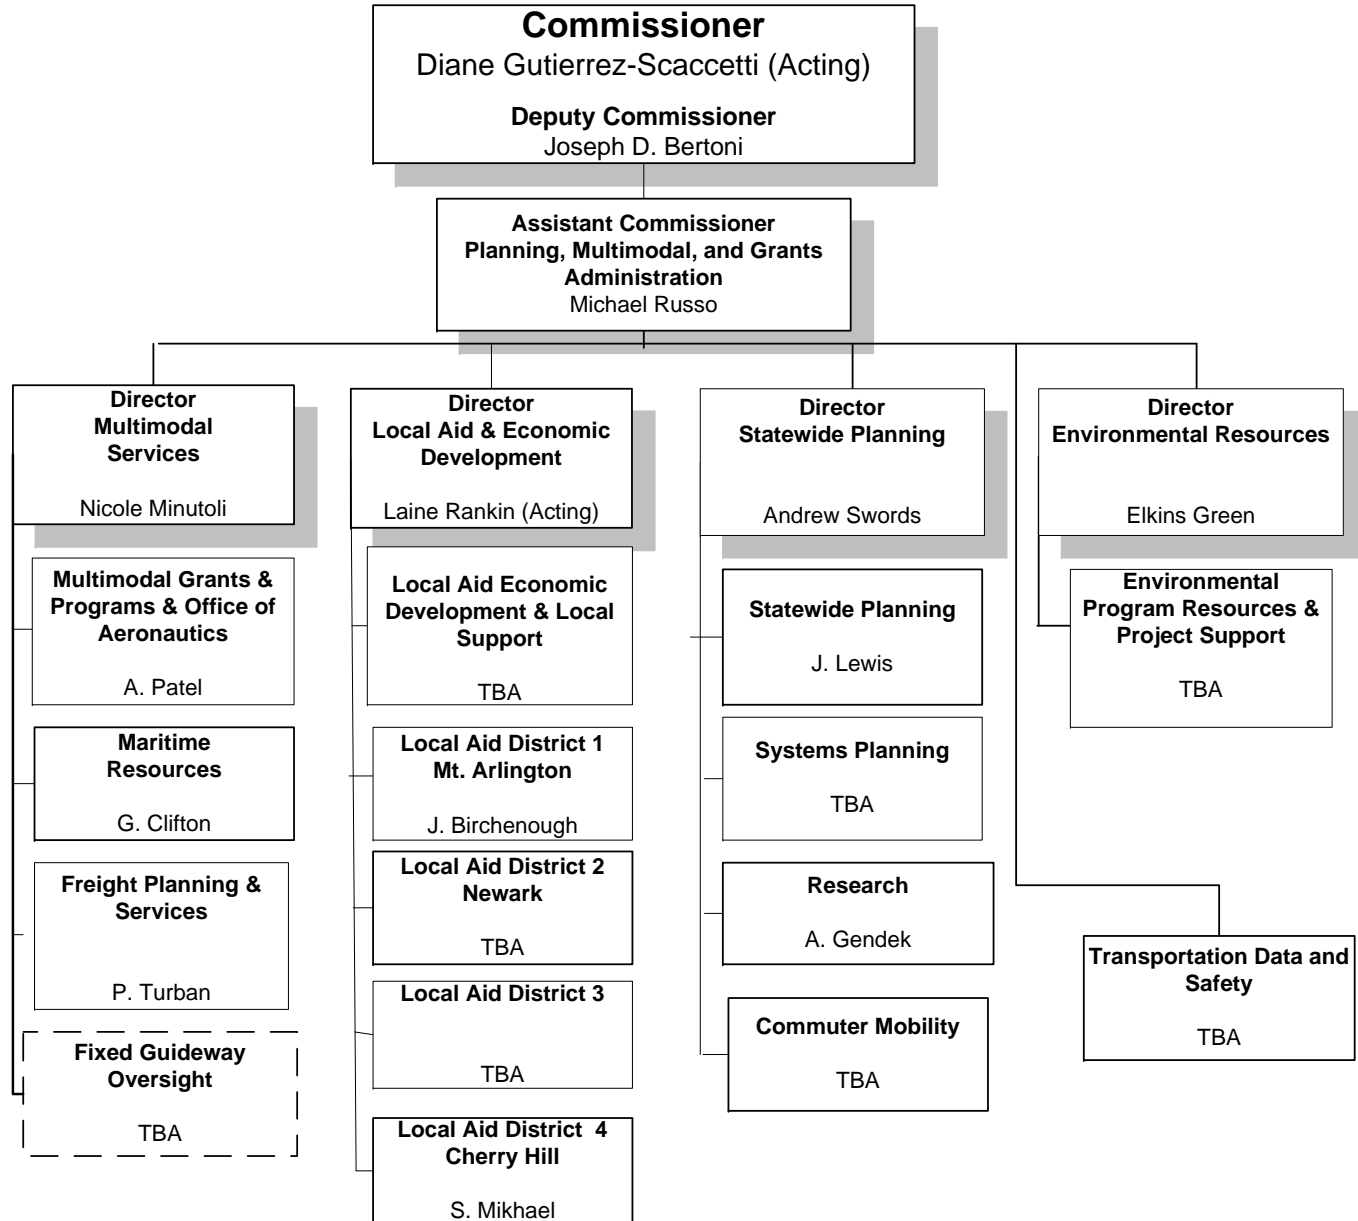 Commissioner
Diane Gutierrez-Scaccetti (Acting)
Deputy Commissioner
Joseph D. Bertoni
Assistant Commissioner
Planning, Multimodal, and Grants
Administration
Michael Russo
Director
Multimodal
Services
Nicole Minutoli
Director
Local Aid & Economic
Development
Laine Rankin (Acting)
Director
Statewide Planning
Andrew Swords
Director
Environmental Resources
Elkins Green
Multimodal Grants &
Programs & Office of
Aeronautics
A. Patel
Maritime
Resources
G. Clifton
Freight Planning &
Services
P. Turban
Fixed Guideway
Oversight
TBA
Local Aid Economic
Development & Local
Support
TBA
Local Aid District 1
Mt. Arlington
J. Birchenough
Local Aid District 2
Newark
TBA
Local Aid District 3
TBA
Local Aid District 4
Cherry Hill
S. Mikhael
Statewide Planning
J. Lewis
Systems Planning
TBA
Research
A. Gendek
Commuter Mobility
TBA
Environmental
Program Resources &
Project Support
TBA
Transportation Data and
Safety
TBA